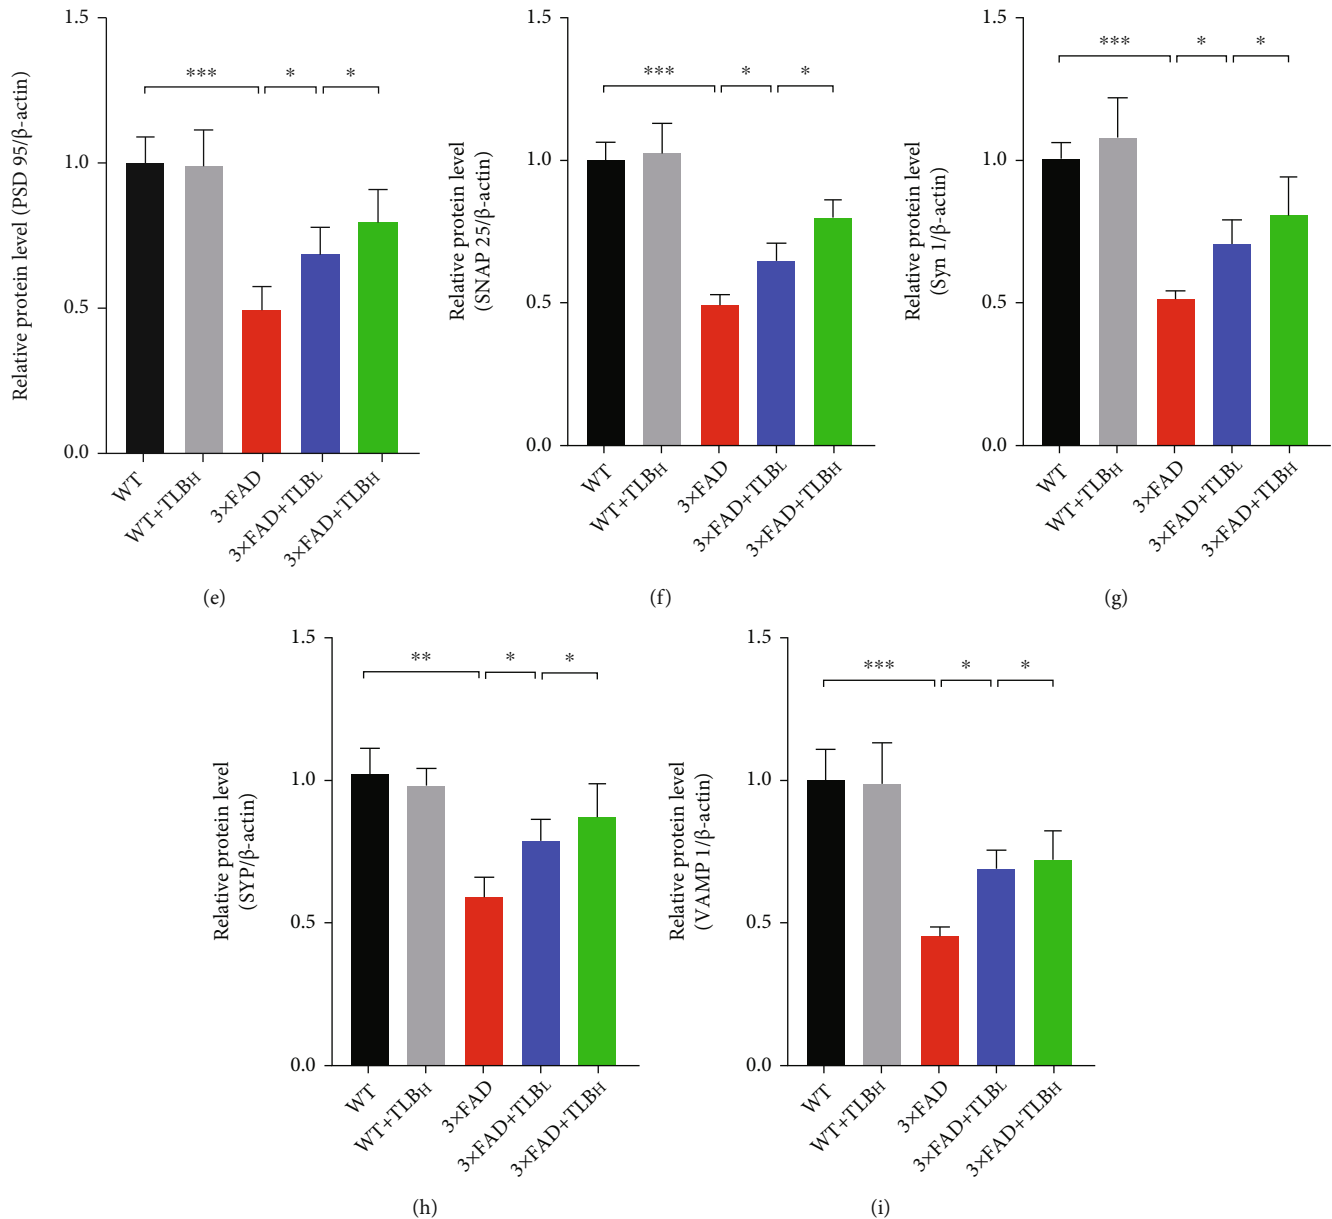 Relative protein level (PSD 95/β-actin)
1.5
1.0
0.5
0.0
***
*
*
WT
WT+TLBH
3×FAD
3×FAD+TLBL
3×FAD+TLBH
(e)
Relative protein level
(SNAP 25/β-actin)
1.5
1.0
0.5
0.0
***
*
*
WT
WT+TLBH
3×FAD
3×FAD+TLBL
3×FAD+TLBH
(f)
Relative protein level
(Syn 1/β-actin)
1.5
1.0
0.5
0.0
***
*
*
WT
WT+TLBH
3×FAD
3×FAD+TLBL
3×FAD+TLBH
(g)
Relative protein level
(SYP/β-actin)
1.5
1.0
0.5
0.0
**
*
*
WT
WT+TLBH
3×FAD
3×FAD+TLBL
3×FAD+TLBH
(h)
Relative protein level
(VAMP 1/β-actin)
1.5
1.0
0.5
0.0
***
*
*
WT
WT+TLBH
3×FAD
3×FAD+TLBL
3×FAD+TLBH
(i)